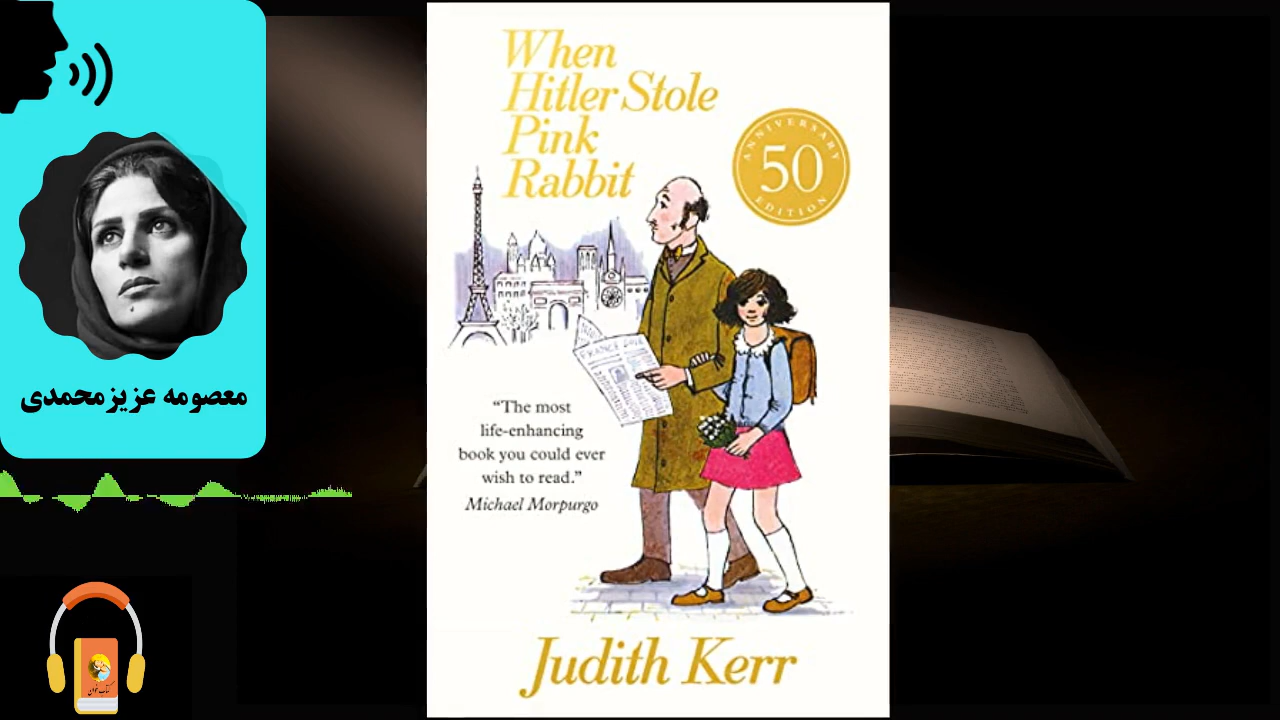 When
Hitler Stole
Pink
Rabbit
ANNIVERSARY
50
EDITION
FRANCE
“The most
life-enhancing
book you could ever
wish to read.”
Michael Morpurgo
Judith Kerr
معصومه عزیزمحمدی